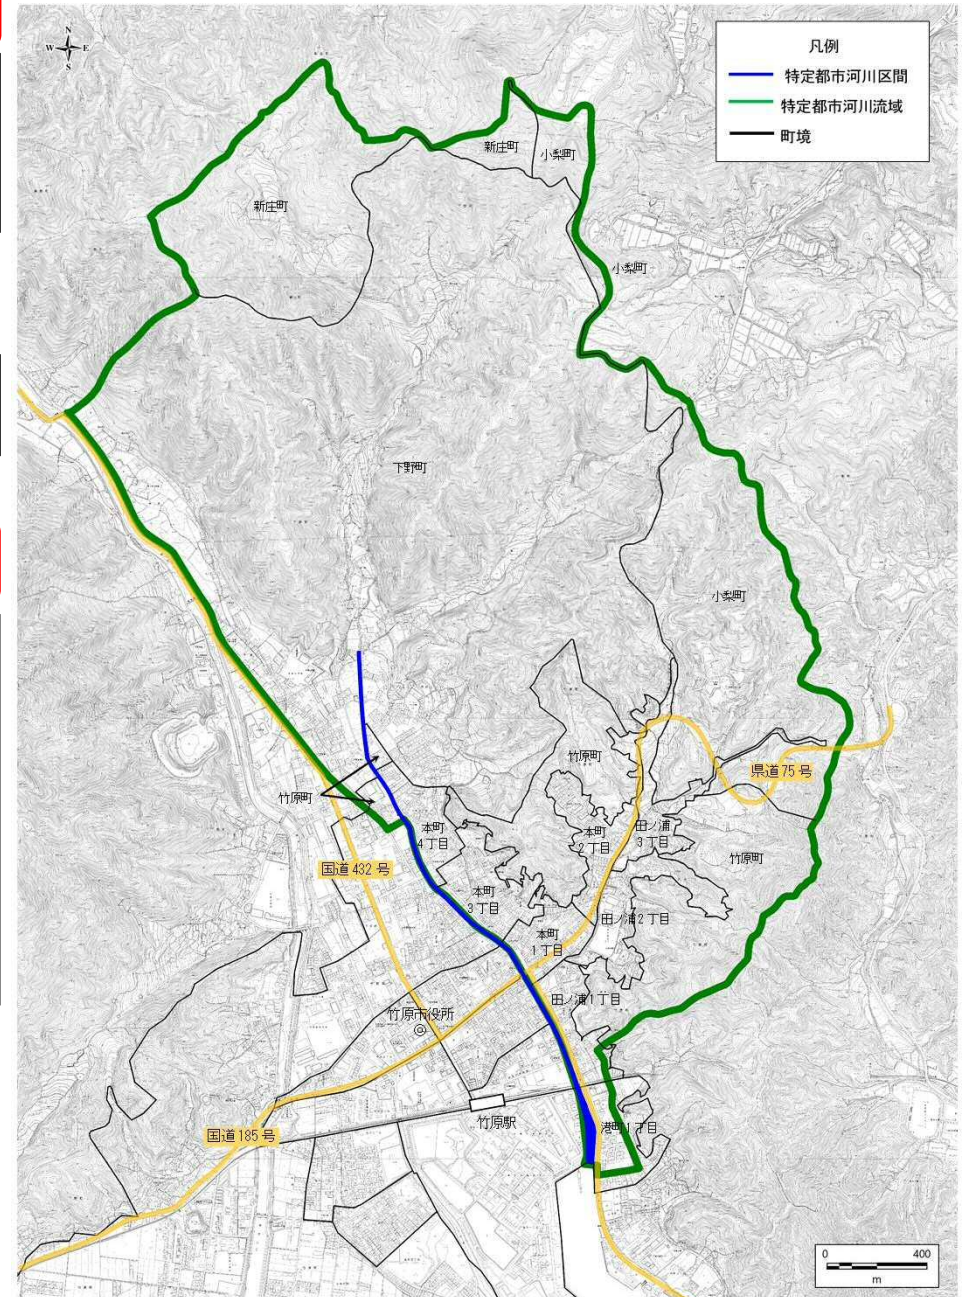 N
W E
S
凡例
特定都市河川区間
特定都市河川流域
町境
新庄町
小梨町
新庄町
小梨町
下野町
小梨町
竹原町
県道75号
竹原町
本町
4丁目
本町
2丁目
田ノ浦
3丁目
竹原町
国道432号
本町
3丁目
田ノ浦2丁目
本町
1丁目
田ノ浦1丁目
竹原市役所
竹原駅
港町1丁目
国道185号
0 400
m